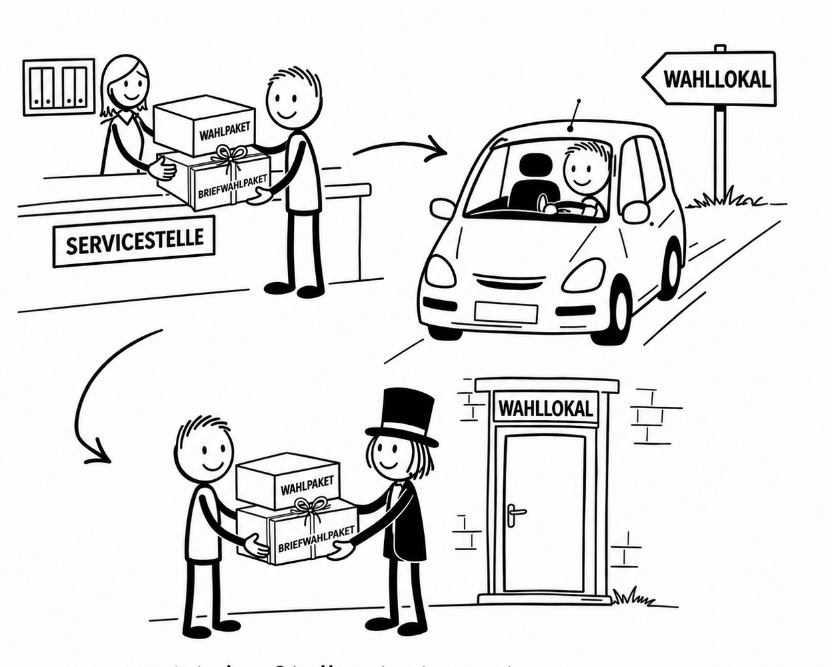 WAHLPAKET
BRIEFWAHLPAKET
SERVICESTELLE
WAHLLOKAL
WAHLPAKET
BRIEFWAHLPAKET
WAHLLOKAL